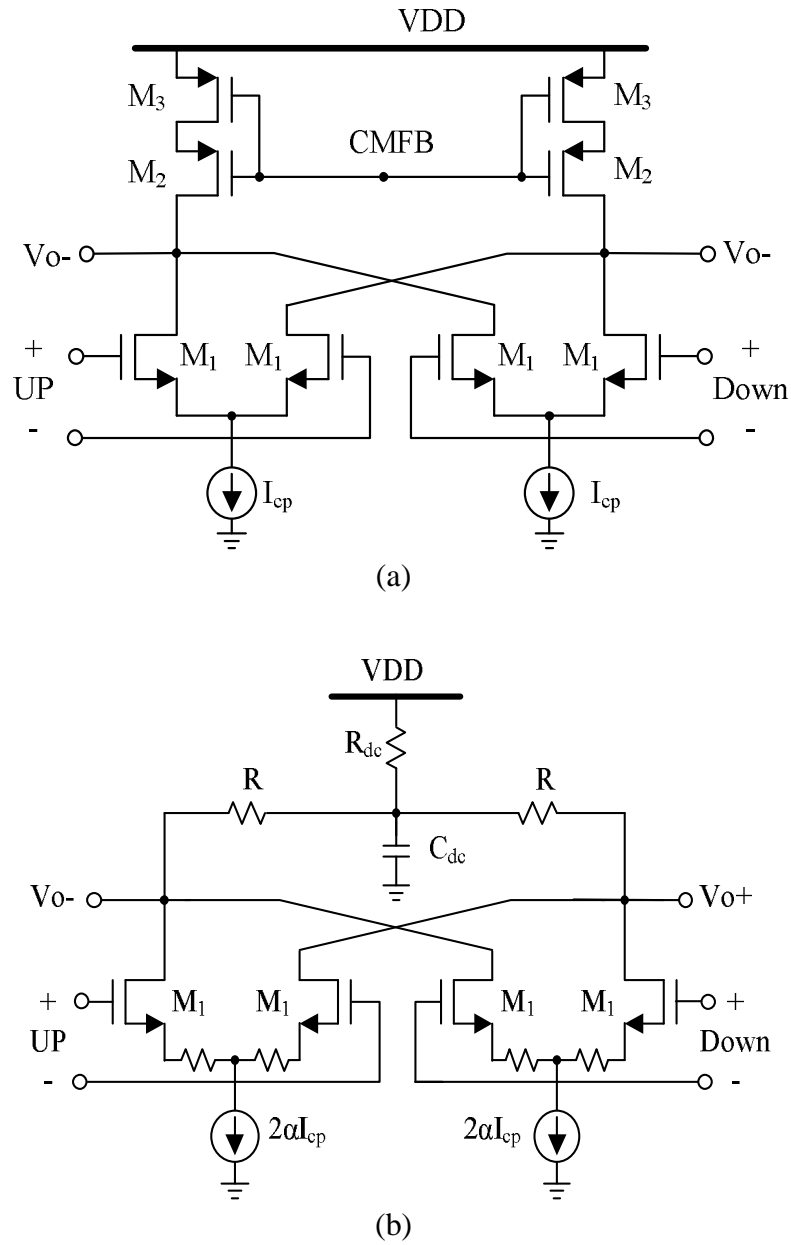 VDD
M3 M3
CMFB
M2 M2
Vo- Vo-
+ M1 M1 M1 M1 +
UP Down
- -
Icp Icp
(a)
VDD
Rdc
R R
Cdc
Vo- Vo+
+ M1 M1 M1 M1 +
UP Down
- -
2αIcp 2αIcp
(b)